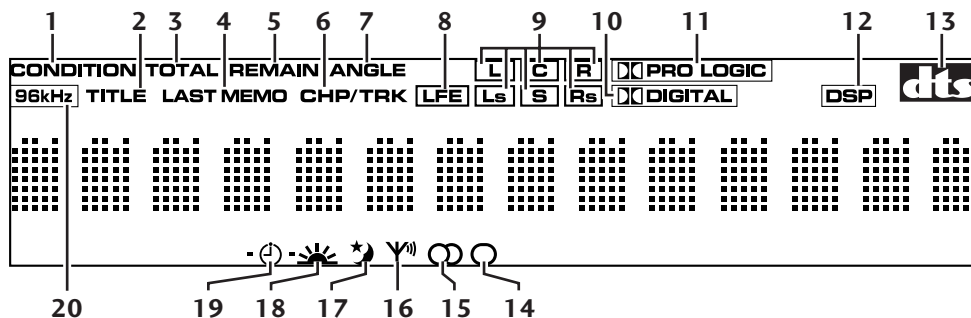 1 2 3 4 5 6 7 8 9 10 11 12 13
CONDITION TOTAL REMAIN ANGLE L C R PRO LOGIC dts
96kHz TITLE LAST MEMO CHP/TRK LFE Ls S Rs DIGITAL DSP
20 19 18 17 16 15 14